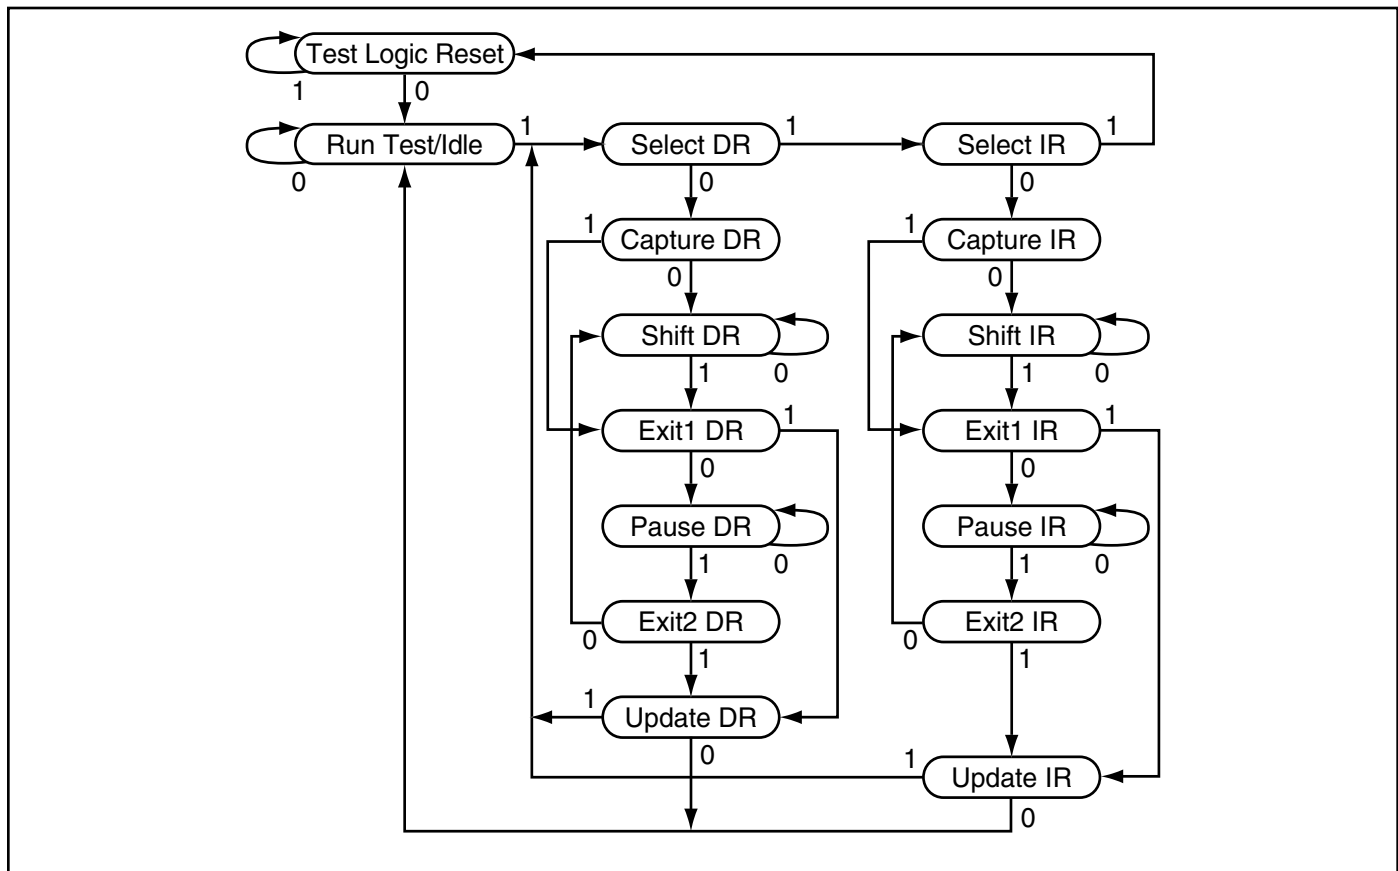 Test Logic Reset
1 0
Run Test/Idle 1 Select DR 1 Select IR 1
0 0 0
1 Capture DR 1 Capture IR
0 0
Shift DR Shift IR
1 0 1 0
Exit1 DR 1 Exit1 IR 1
0 0
Pause DR Pause IR
1 0 1 0
Exit2 DR Exit2 IR
0 1 0 1
1 Update DR
0 1
Update IR
0